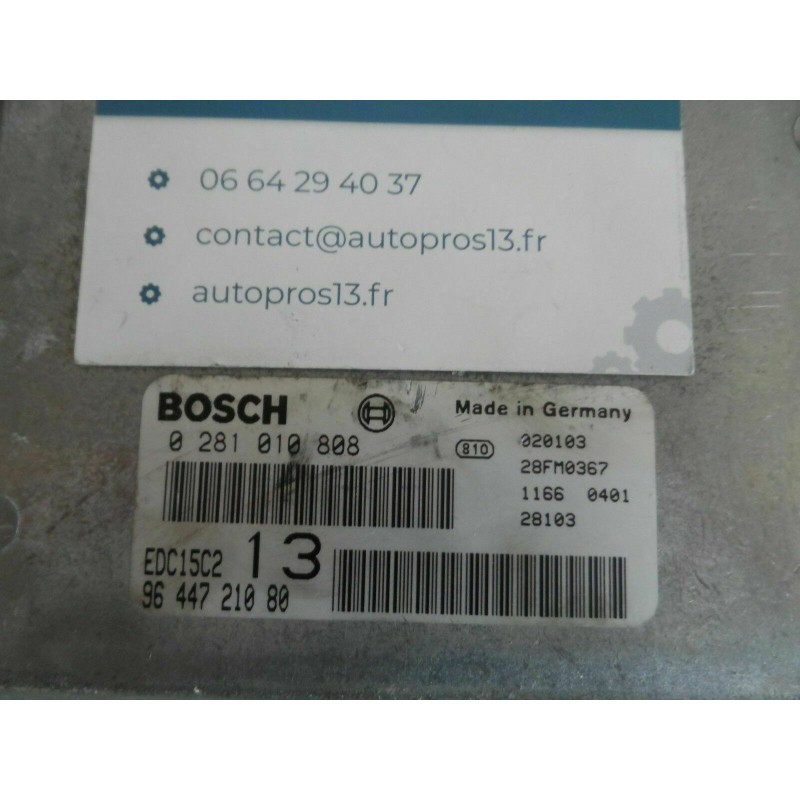 06 64 29 40 37
contact@autopros13.fr
autopros13.fr
BOSCH Made in Germany
0 281 010 808 810 020103
28FM0367
1166 0401
28103
EDC15C2 13
96 447 210 80